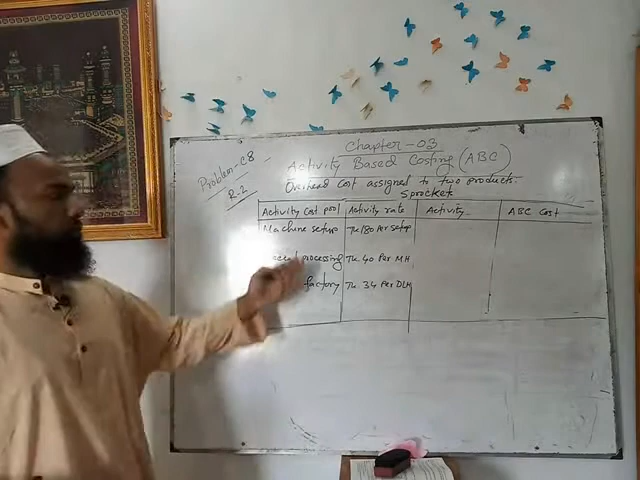 Chapter-03
Problem-C8
Activity Based Costing (ABC)
R.2
Overhead Cost assigned to two products.
Sprocket
Activity Cost pool Activity rate Activity ABC Cost
Machine setup Tk 180 Per setup
processing Tk 40 Per MH
factory Tk 34 Per DLH